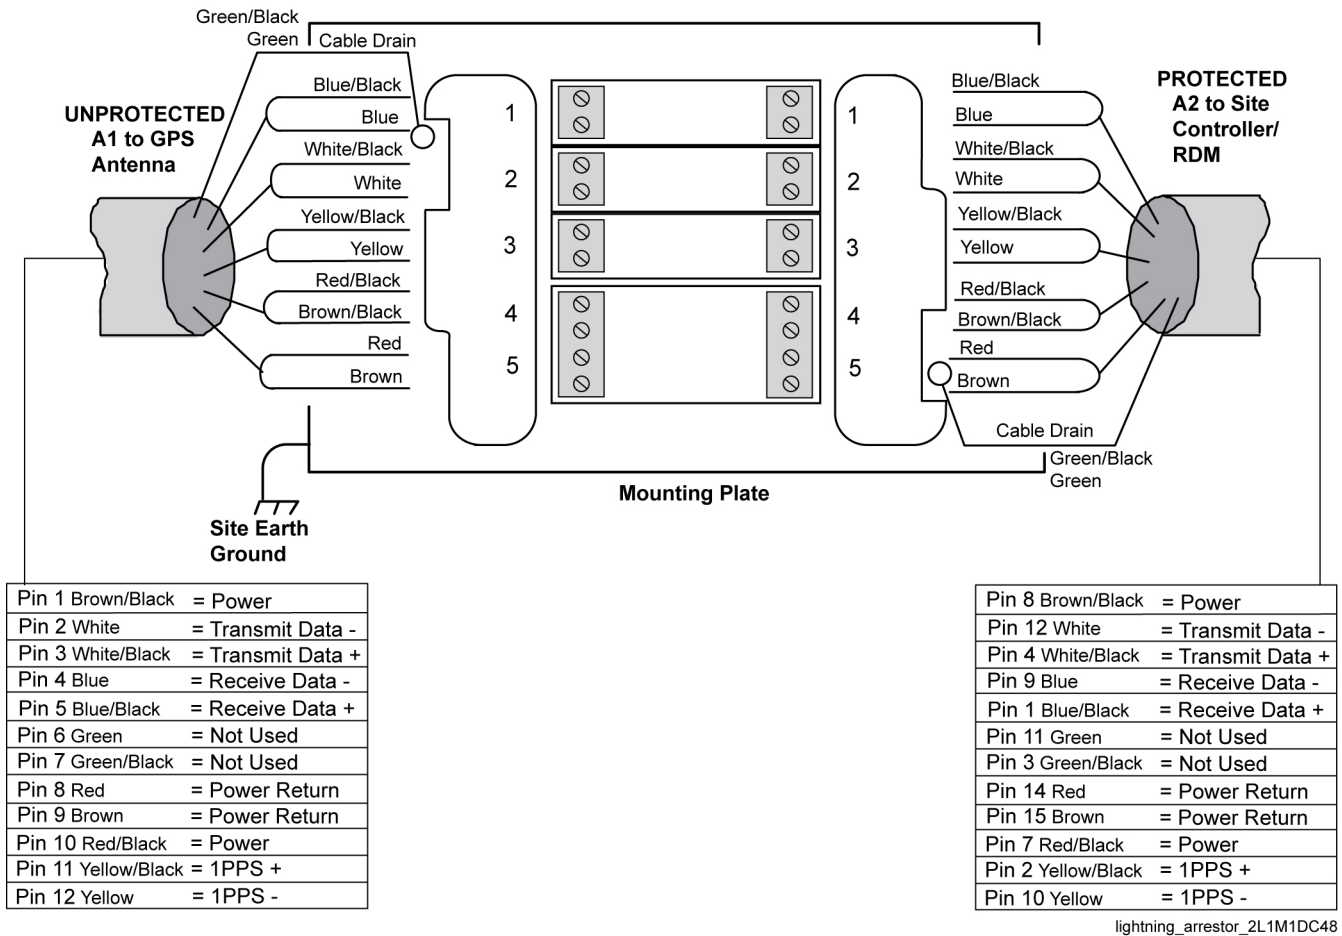 Green/Black
Green
Cable Drain
UNPROTECTED
A1 to GPS
Antenna
Blue/Black
Blue
White/Black
White
Yellow/Black
Yellow
Red/Black
Brown/Black
Red
Brown
1
2
3
4
5
1
2
3
4
5
Blue/Black
Blue
White/Black
White
Yellow/Black
Yellow
Red/Black
Brown/Black
Red
Brown
PROTECTED
A2 to Site
Controller/
RDM
Cable Drain
Green/Black
Green
Mounting Plate
Site Earth
Ground
Pin 1 Brown/Black = Power
Pin 2 White = Transmit Data -
Pin 3 White/Black = Transmit Data +
Pin 4 Blue = Receive Data -
Pin 5 Blue/Black = Receive Data +
Pin 6 Green = Not Used
Pin 7 Green/Black = Not Used
Pin 8 Red = Power Return
Pin 9 Brown = Power Return
Pin 10 Red/Black = Power
Pin 11 Yellow/Black = 1PPS +
Pin 12 Yellow = 1PPS -
Pin 8 Brown/Black = Power
Pin 12 White = Transmit Data -
Pin 4 White/Black = Transmit Data +
Pin 9 Blue = Receive Data -
Pin 1 Blue/Black = Receive Data +
Pin 11 Green = Not Used
Pin 3 Green/Black = Not Used
Pin 14 Red = Power Return
Pin 15 Brown = Power Return
Pin 7 Red/Black = Power
Pin 2 Yellow/Black = 1PPS +
Pin 10 Yellow = 1PPS -
lightning_arrestor_2L1M1DC48